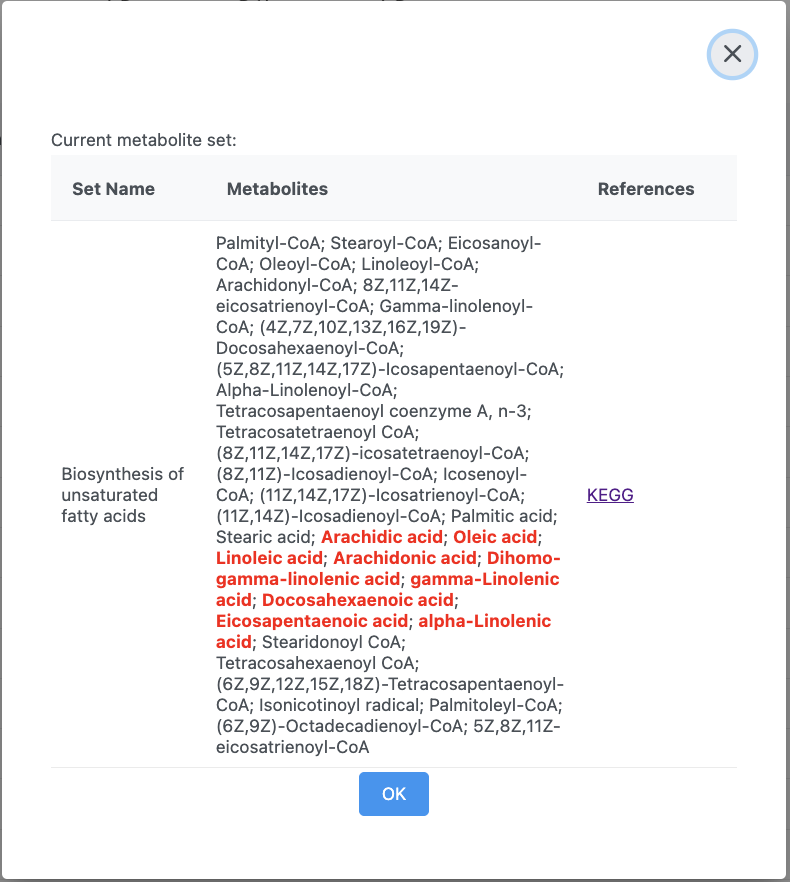 Current metabolite set:
Set Name Metabolites References
Palmityl-CoA; Stearoyl-CoA; Eicosanoyl-
CoA; Oleoyl-CoA; Linoleoyl-CoA;
Arachidonyl-CoA; 8Z,11Z,14Z-
eicosatrienoyl-CoA; Gamma-linolenoyl-
CoA; (4Z,7Z,10Z,13Z,16Z,19Z)-
Docosahexaenoyl-CoA;
(5Z,8Z,11Z,14Z,17Z)-Icosapentaenoyl-CoA;
Alpha-Linolenoyl-CoA;
Tetracosapentaenoyl coenzyme A, n-3;
Tetracosatetraenoyl CoA;
(8Z,11Z,14Z,17Z)-icosatetraenoyl-CoA;
(8Z,11Z)-Icosadienoyl-CoA; Icosenoyl-
CoA; (11Z,14Z,17Z)-Icosatrienoyl-CoA;
(11Z,14Z)-Icosadienoyl-CoA; Palmitic acid;
Stearic acid; Arachidic acid; Oleic acid;
Linoleic acid; Arachidonic acid; Dihomo-
gamma-linolenic acid; gamma-Linolenic
acid; Docosahexaenoic acid;
Eicosapentaenoic acid; alpha-Linolenic
acid; Stearidonoyl CoA;
Tetracosahexaenoyl CoA;
(6Z,9Z,12Z,15Z,18Z)-Tetracosapentaenoyl-
CoA; Isonicotinoyl radical; Palmitoleyl-CoA;
(6Z,9Z)-Octadecadienoyl-CoA; 5Z,8Z,11Z-
eicosatrienoyl-CoA
Biosynthesis of
unsaturated
fatty acids
KEGG
OK